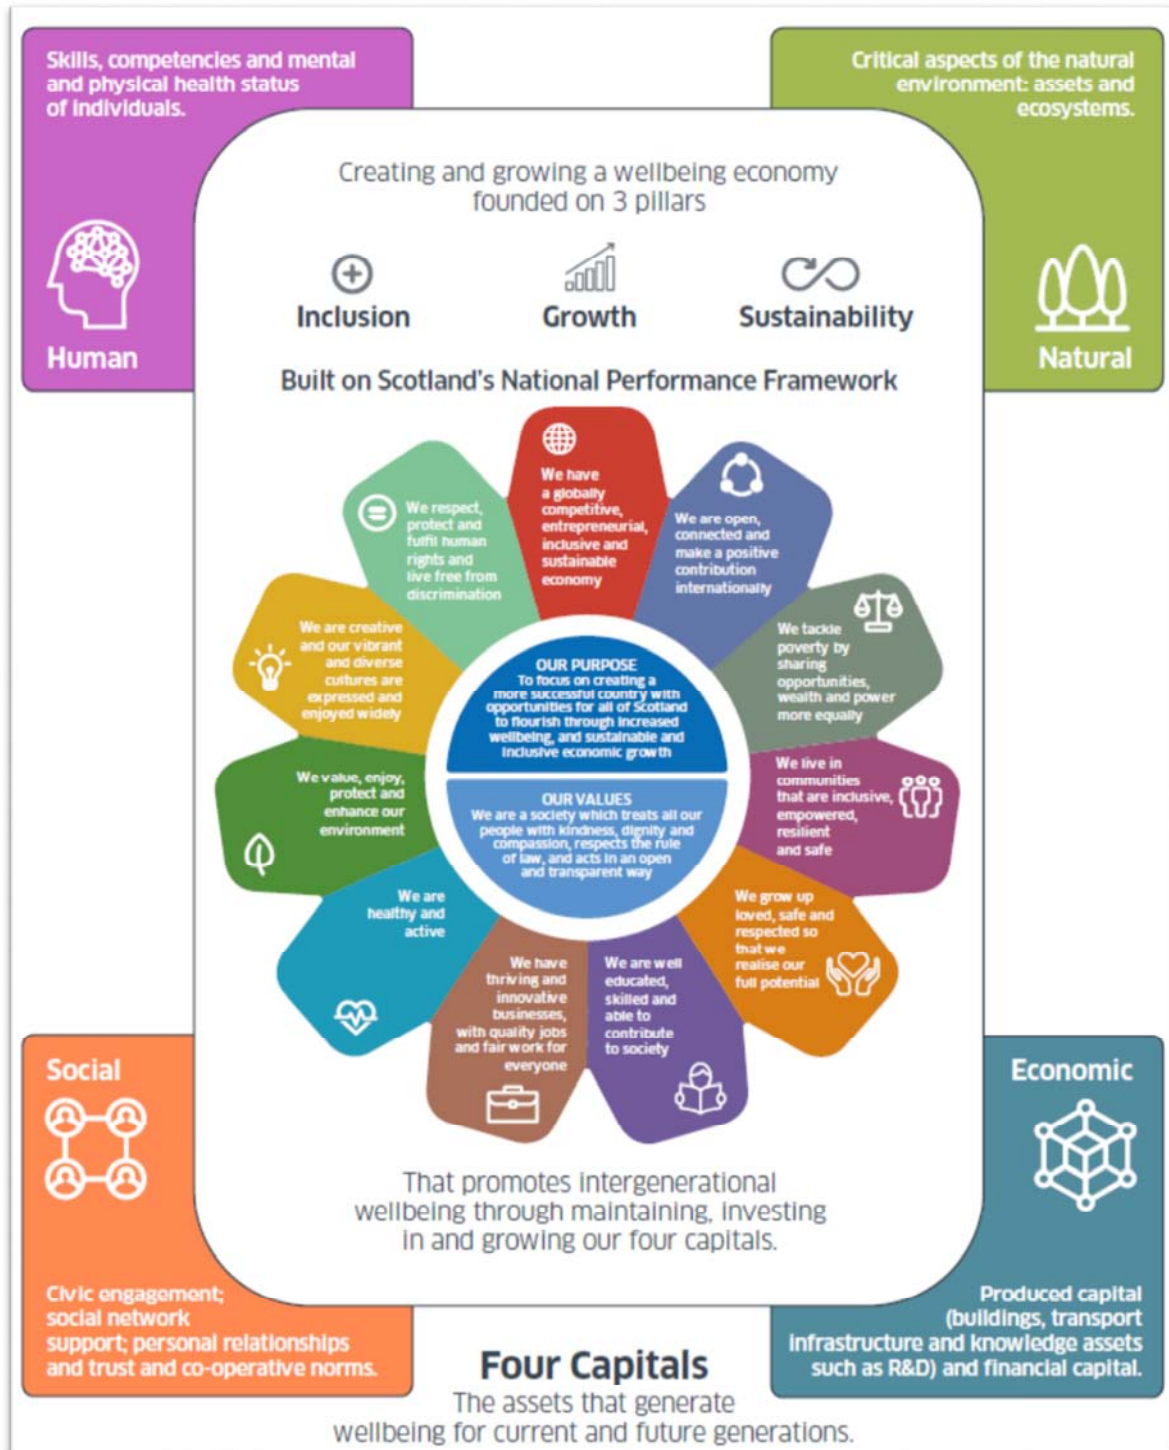 Skills, competencies and mental
and physical health status
of individuals.
Human
Critical aspects of the natural
environment: assets and
ecosystems.
Natural
Creating and growing a wellbeing economy
founded on 3 pillars
Inclusion
Growth
Sustainability
Built on Scotland's National Performance Framework
We have
a globally
competitive,
entrepreneurial,
inclusive and
sustainable
economy
We are open,
connected and
make a positive
contribution
internationally
We tackle
poverty by
sharing
opportunities,
wealth and power
more equally
We live in
communities
that are inclusive,
empowered,
resilient
and safe
We grow up
loved, safe and
respected so
that we
realise our
full potential
We are well
educated,
skilled and
able to
contribute
to society
We have
thriving and
innovative
businesses,
with quality jobs
and fair work for
everyone
We are
healthy and
active
We value, enjoy,
protect and
enhance our
environment
We are creative
and our vibrant
and diverse
cultures are
expressed and
enjoyed widely
We respect,
protect and
fulfil human
rights and
live free from
discrimination
OUR PURPOSE
To focus on creating a
more successful country with
opportunities for all of Scotland
to flourish through increased
wellbeing, and sustainable and
inclusive economic growth
OUR VALUES
We are a society which treats all our
people with kindness, dignity and
compassion, respects the rule
of law, and acts in an open
and transparent way
That promotes intergenerational
wellbeing through maintaining, investing
in and growing our four capitals.
Social
Civic engagement;
social network
support; personal relationships
and trust and co-operative norms.
Economic
Produced capital
(buildings, transport
infrastructure and knowledge assets
such as R&D) and financial capital.
Four Capitals
The assets that generate
wellbeing for current and future generations.